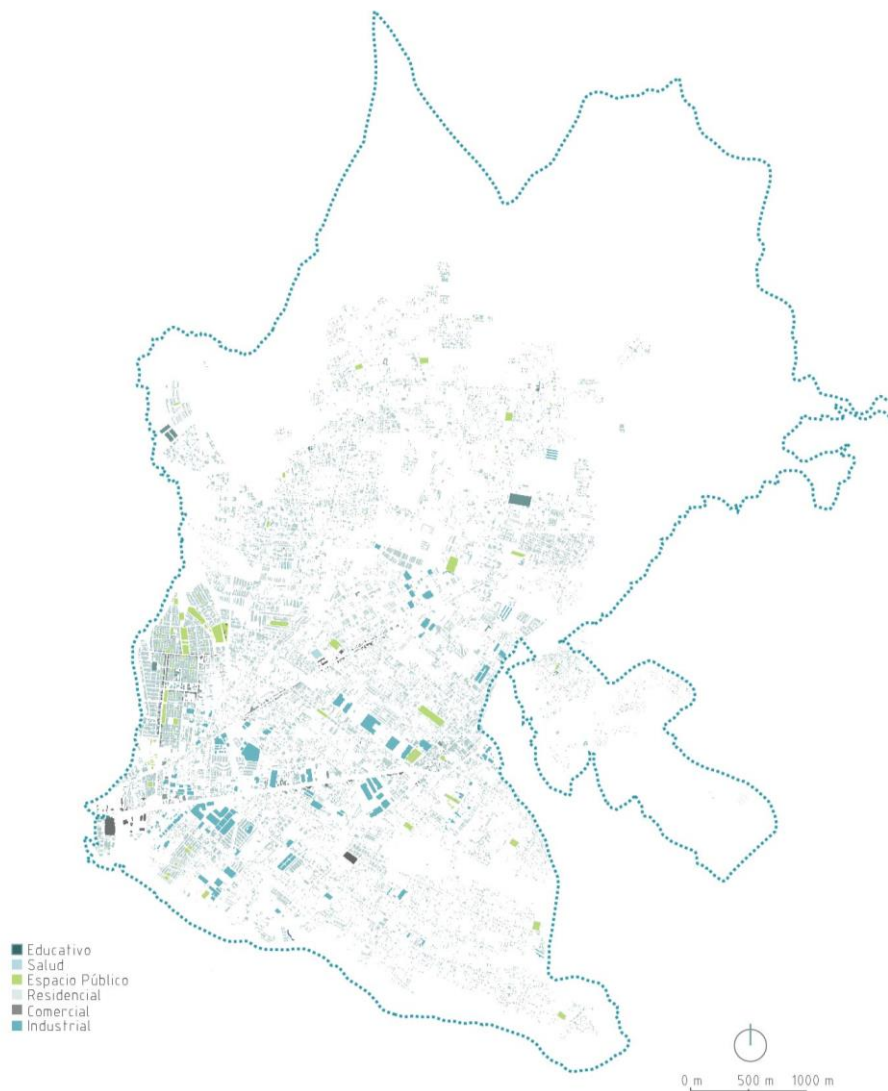 Educativo
Salud
Espacio Público
Residencial
Comercial
Industrial
0 m 500 m 1000 m